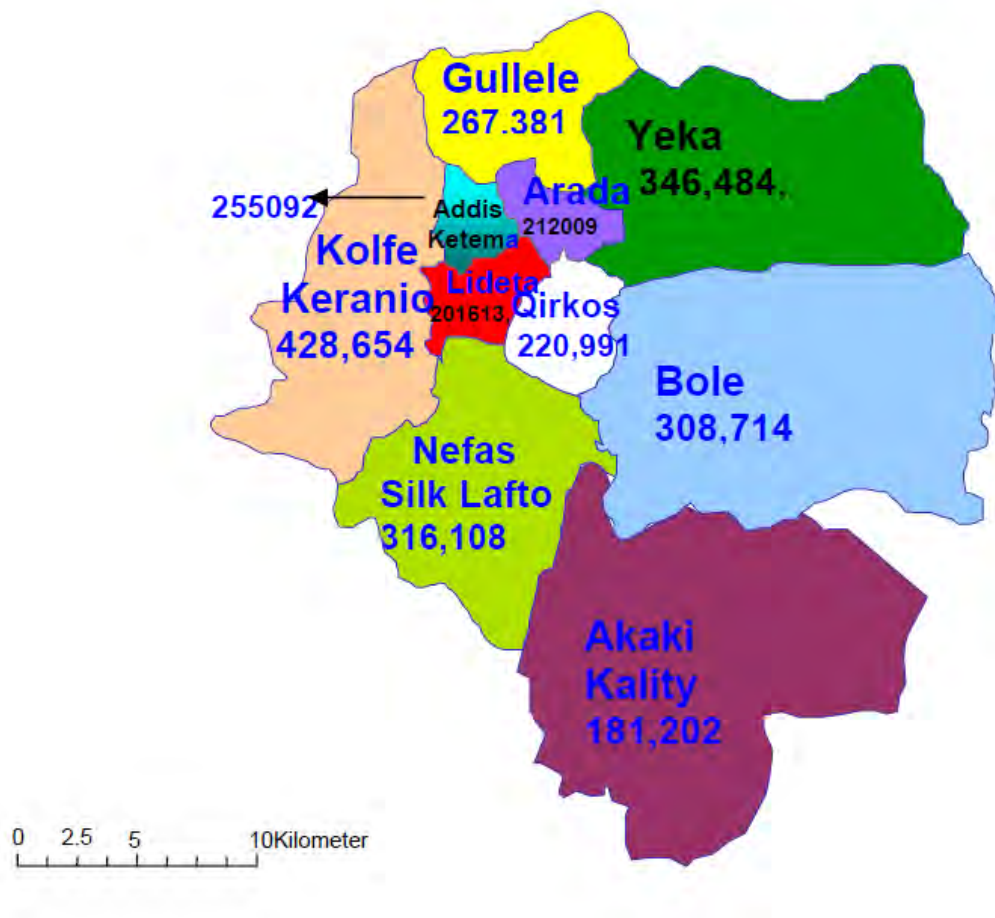 Gullele
267.381
Yeka
346,484.
255092
Addis
Ketema
Arada
212009
Kolfe
Keranio
428,654
Lideta
201613,
Qirkos
220,991
Bole
308,714
Nefas
Silk Lafto
316,108
Akaki
Kality
181,202
0 2.5 5 10Kilometer